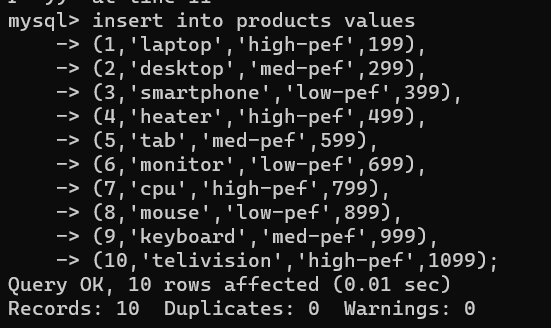 mysql> insert into products values
-> (1,'laptop','high-pef',199),
-> (2,'desktop','med-pef',299),
-> (3,'smartphone','low-pef',399),
-> (4,'heater','high-pef',499),
-> (5,'tab','med-pef',599),
-> (6,'monitor','low-pef',699),
-> (7,'cpu','high-pef',799),
-> (8,'mouse','low-pef',899),
-> (9,'keyboard','med-pef',999),
-> (10,'telivision','high-pef',1099);
Query OK, 10 rows affected (0.01 sec)
Records: 10  Duplicates: 0  Warnings: 0